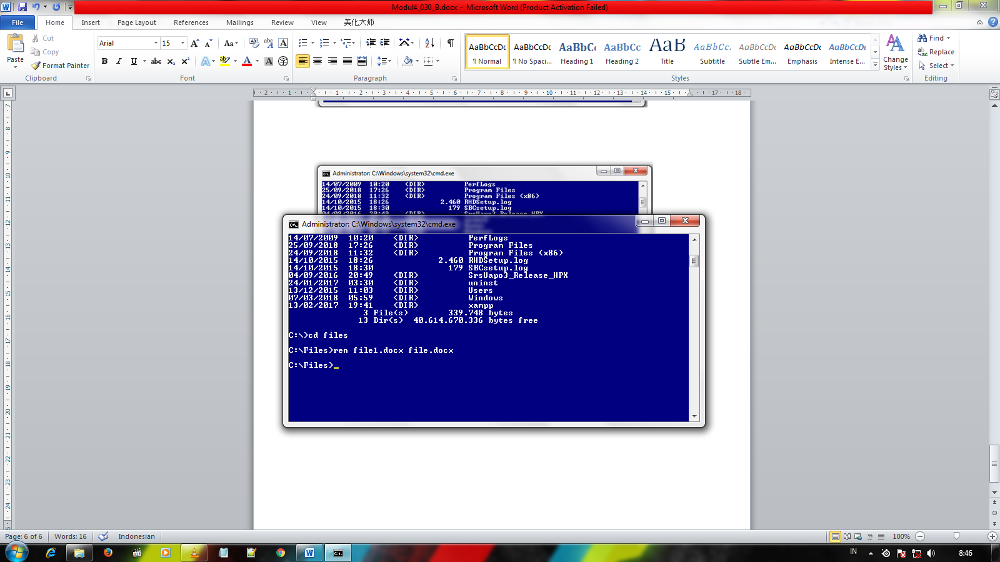 Modul4_030_B.docx - Microsoft Word (Product Activation Failed)
File Home Insert Page Layout References Mailings Review View 美化大师
Paste Cut Copy Format Painter
Clipboard
Arial 15
Font
Paragraph
AaBbCcDc AaBbCcDc AaBbC AaBbCc AaB AaBbCc. AaBbCcDc AaBbCcDc AaBbCcDc
¶ Normal ¶ No Spaci... Heading 1 Heading 2 Title Subtitle Subtle Em... Emphasis Intense E...
Change Styles
Styles
Find
Replace
Select
Editing
Administrator: C:\Windows\system32\cmd.exe
14/07/2009 10:20 <DIR> PerfLogs
25/09/2018 17:26 <DIR> Program Files
24/09/2018 11:32 <DIR> Program Files (x86)
14/10/2015 18:26 2.460 RHDSetup.log
14/10/2015 18:30 179 SBCsetup.log
04/09/2016 20:49 <DIR> SrsUapo3_Release_HPX
Administrator: C:\Windows\system32\cmd.exe
14/07/2009 10:20 <DIR> PerfLogs
25/09/2018 17:26 <DIR> Program Files
24/09/2018 11:32 <DIR> Program Files (x86)
14/10/2015 18:26 2.460 RHDSetup.log
14/10/2015 18:30 179 SBCsetup.log
04/09/2016 20:49 <DIR> SrsUapo3_Release_HPX
24/01/2017 03:30 <DIR> uninst
13/12/2015 11:03 <DIR> Users
07/03/2018 05:59 <DIR> Windows
13/02/2017 19:41 <DIR> xampp
3 File(s) 339.748 bytes
13 Dir(s) 40.614.670.336 bytes free
C:\>cd files
C:\Files>ren file1.docx file.docx
C:\Files>_
Page: 6 of 6 Words: 16 Indonesian 100%
IN 8:46